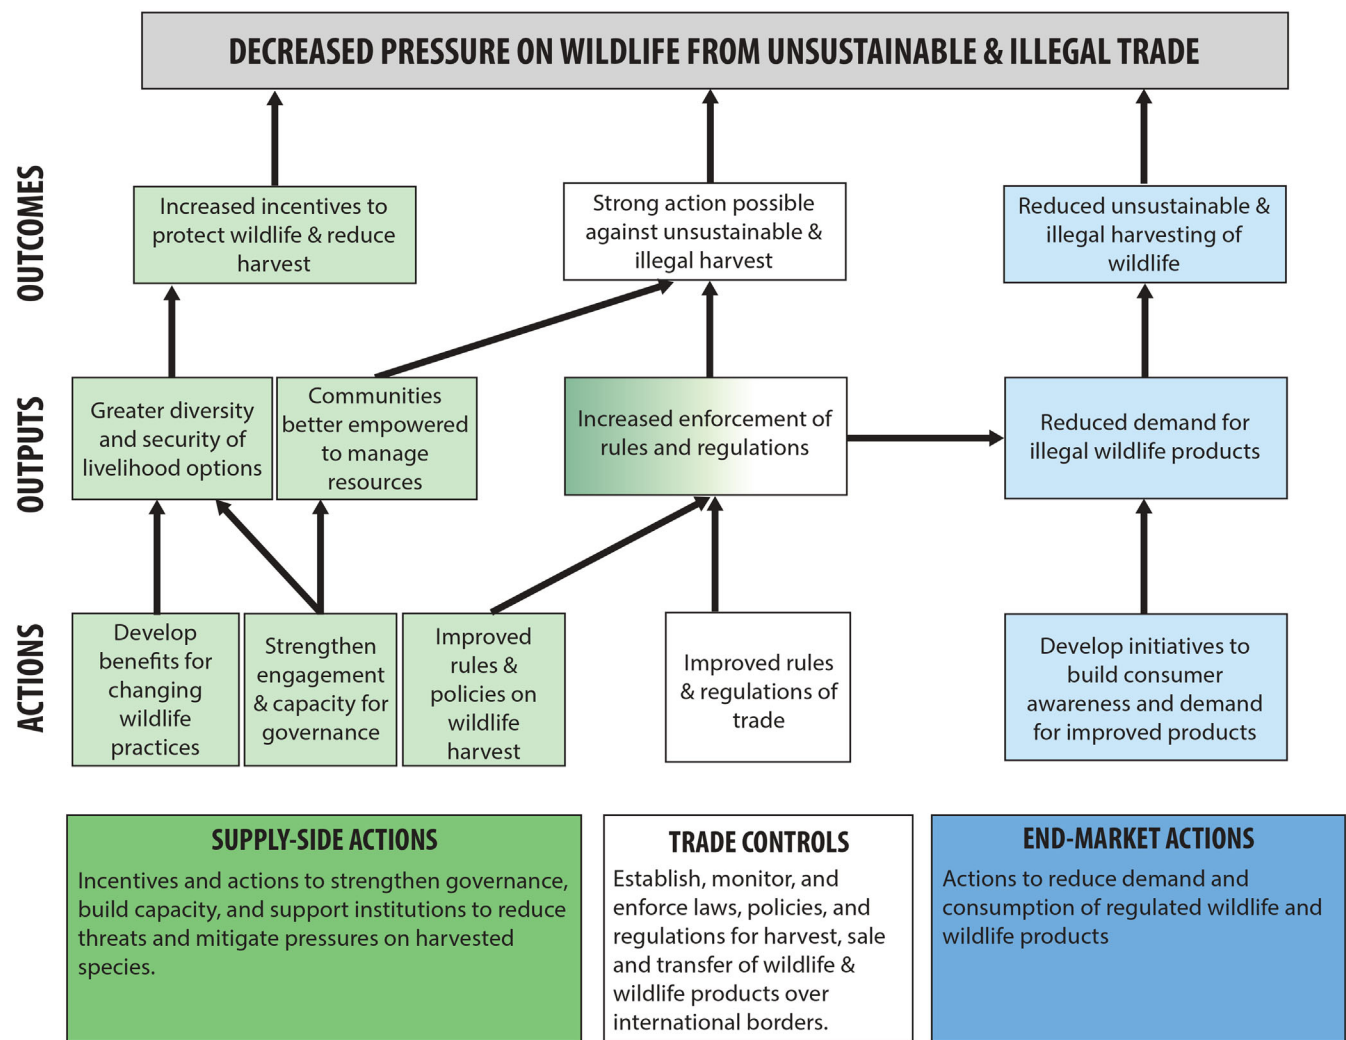 DECREASED PRESSURE ON WILDLIFE FROM UNSUSTAINABLE & ILLEGAL TRADE
OUTCOMES
Increased incentives to
protect wildlife & reduce
harvest
Strong action possible
against unsustainable &
illegal harvest
Reduced unsustainable &
illegal harvesting of
wildlife
OUTPUTS
Greater diversity
and security of
livelihood options
Communities
better empowered
to manage
resources
Increased enforcement of
rules and regulations
Reduced demand for
illegal wildlife products
ACTIONS
Develop
benefits for
changing
wildlife
practices
Strengthen
engagement
& capacity for
governance
Improved
rules &
policies on
wildlife
harvest
Improved rules
& regulations of
trade
Develop initiatives to
build consumer
awareness and demand
for improved products
SUPPLY-SIDE ACTIONS
Incentives and actions to strengthen governance,
build capacity, and support institutions to reduce
threats and mitigate pressures on harvested
species.
TRADE CONTROLS
Establish, monitor, and
enforce laws, policies, and
regulations for harvest, sale
and transfer of wildlife &
wildlife products over
international borders.
END-MARKET ACTIONS
Actions to reduce demand and
consumption of regulated wildlife and
wildlife products